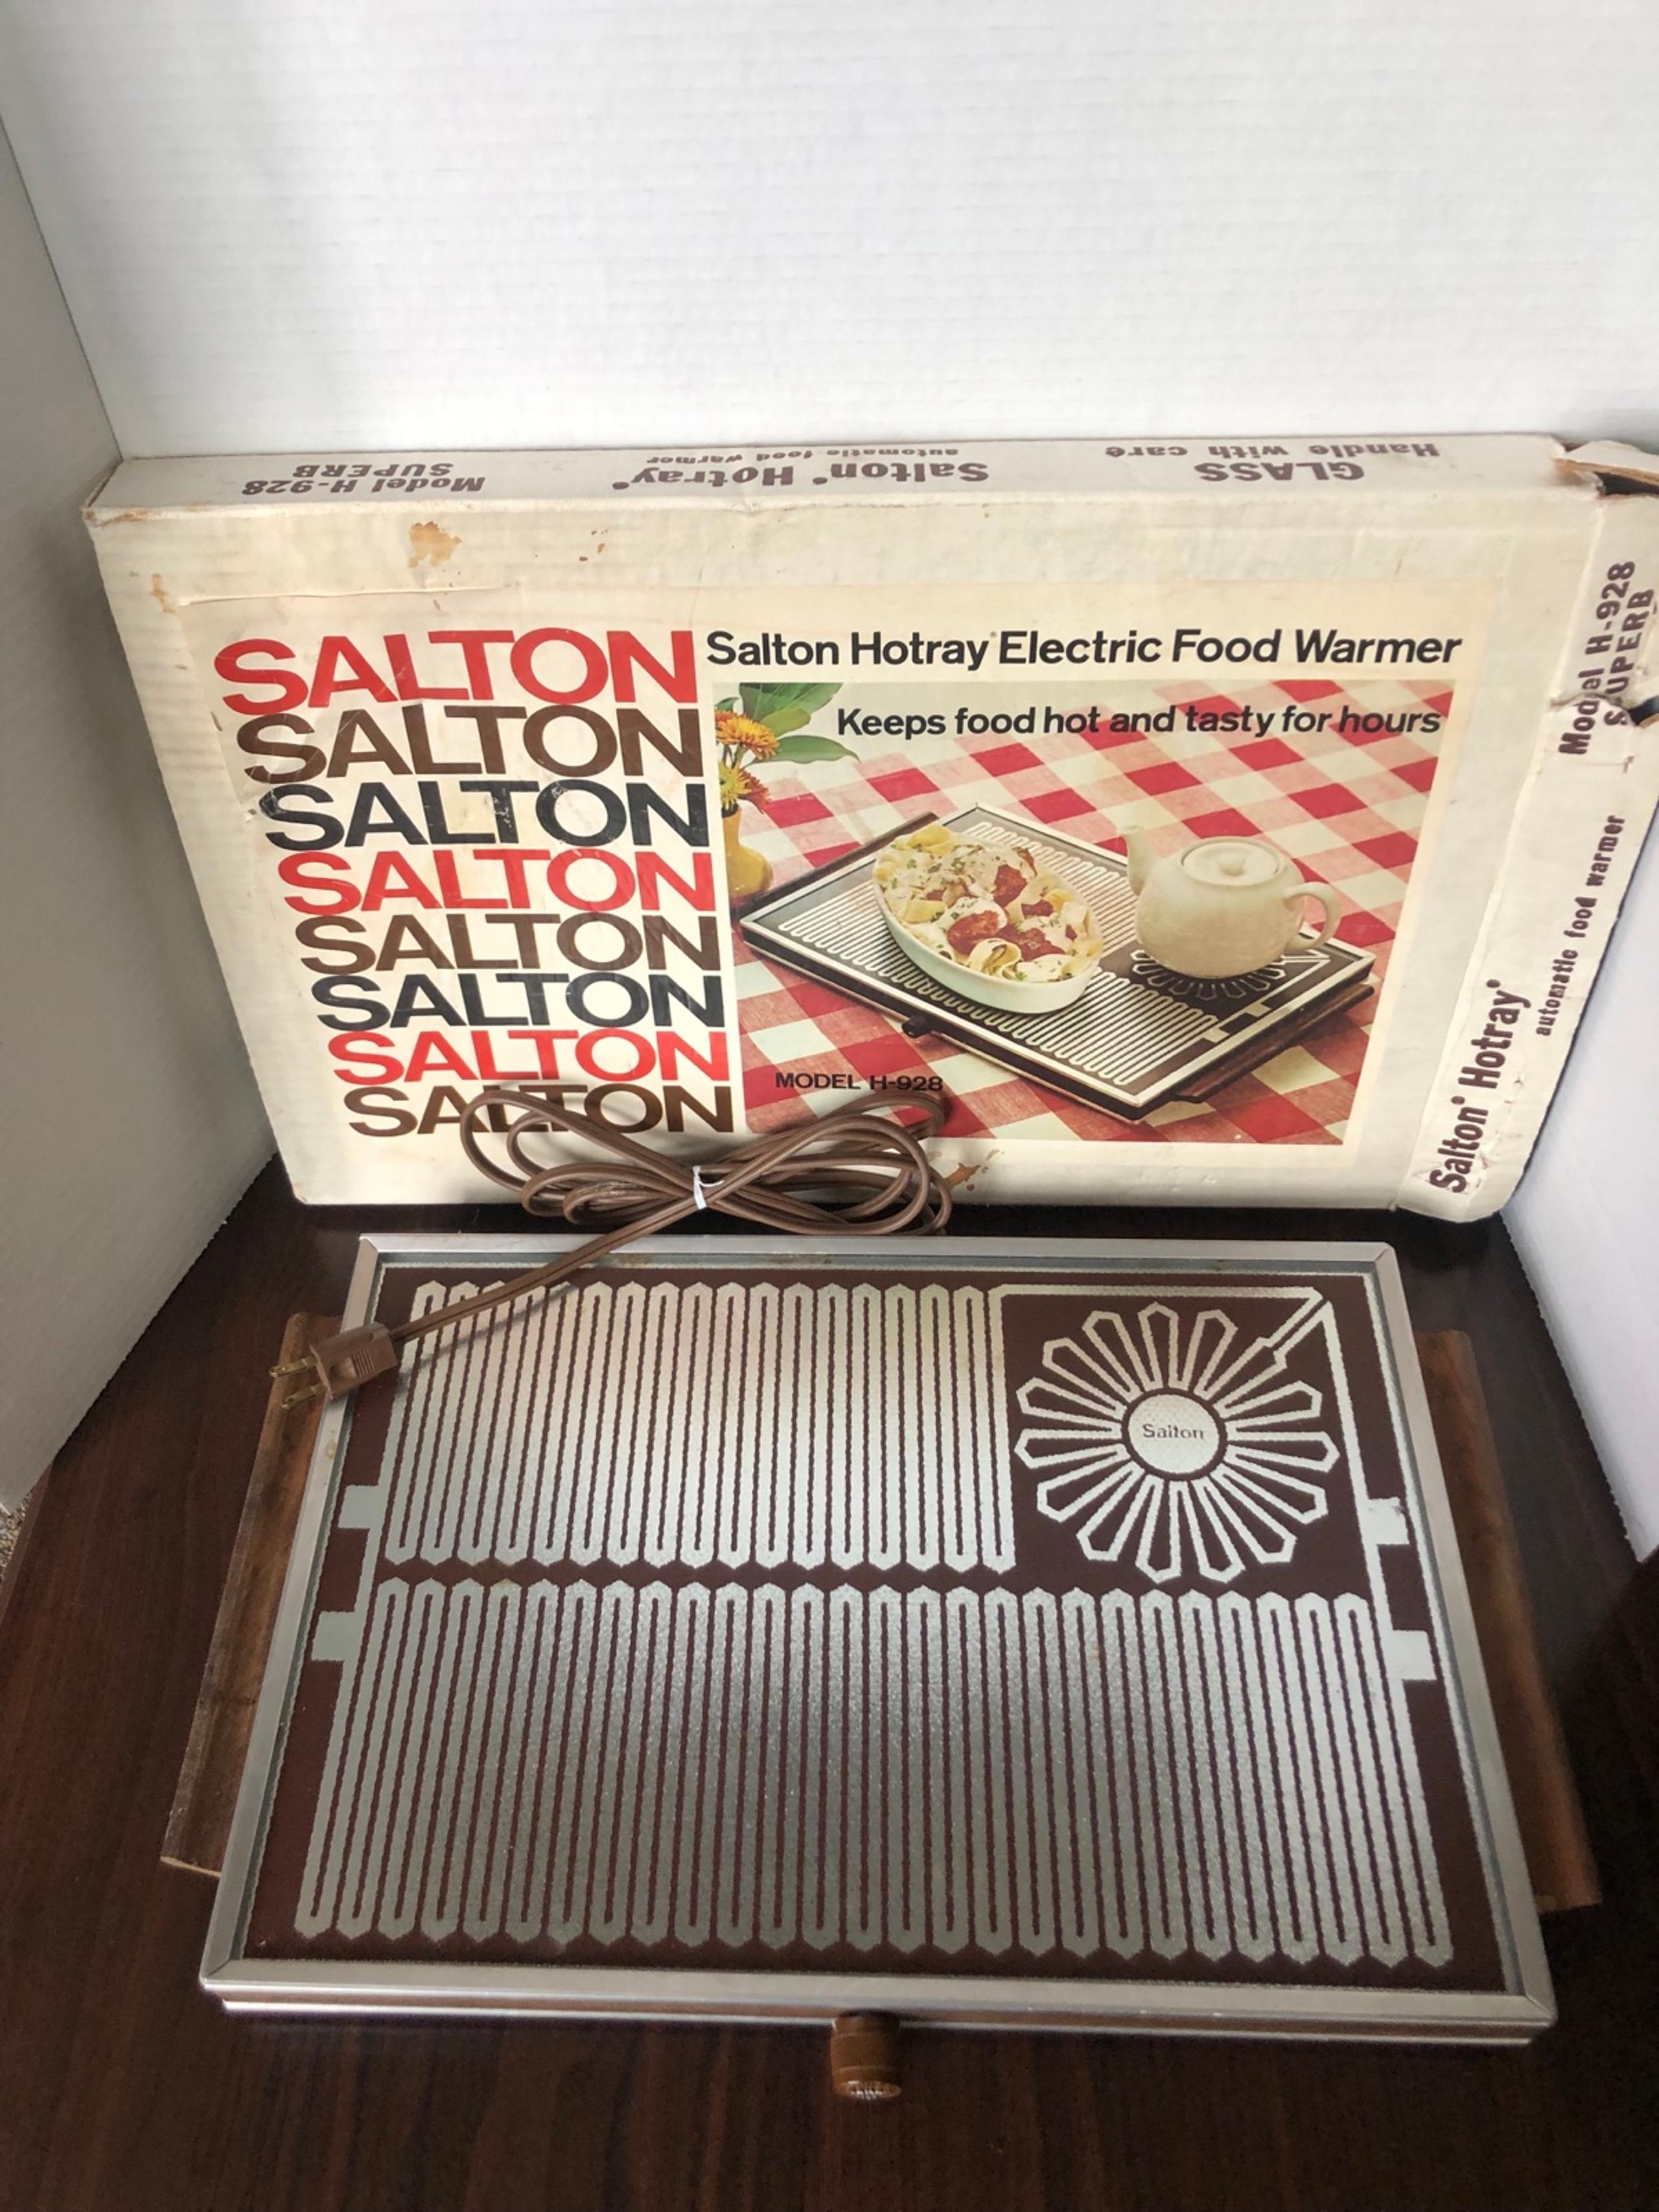 Model H-928
SUPERB
Salton® Hotray®
automatic food warmer
GLASS
Handle with care
SALTON
SALTON
SALTON
SALTON
SALTON
SALTON
SALTON
SALTON
Salton Hotray® Electric Food Warmer
Keeps food hot and tasty for hours
MODEL H-928
Salton® Hotray®
automatic food warmer
Model H-928
SUPERB
Salton